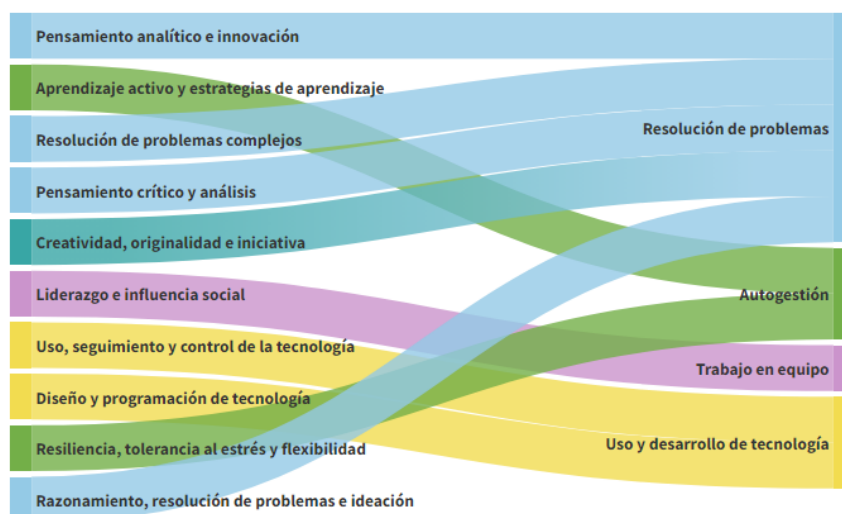 Pensamiento analítico e innovación
Aprendizaje activo y estrategias de aprendizaje
Resolución de problemas complejos
Pensamiento crítico y análisis
Creatividad, originalidad e iniciativa
Liderazgo e influencia social
Uso, seguimiento y control de la tecnología
Diseño y programación de tecnología
Resiliencia, tolerancia al estrés y flexibilidad
Razonamiento, resolución de problemas e ideación
Resolución de problemas
Autogestión
Trabajo en equipo
Uso y desarrollo de tecnología